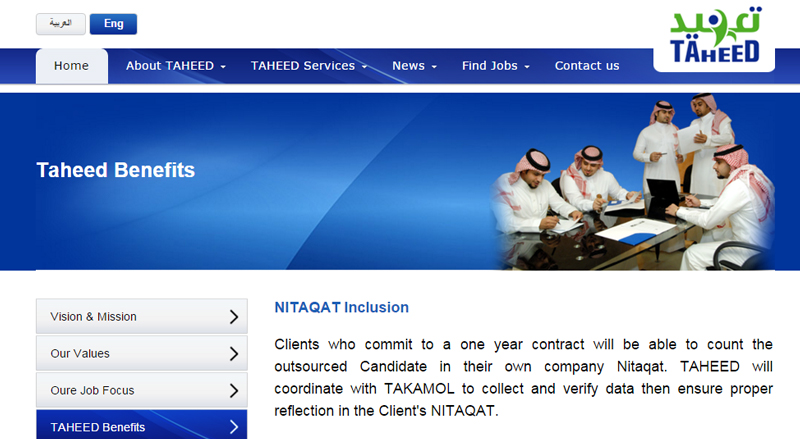 العربية
Eng
تعهيد
TAHEED
Home
About TAHEED
TAHEED Services
News
Find Jobs
Contact us
Taheed Benefits
Vision & Mission
Our Values
Oure Job Focus
TAHEED Benefits
NITAQAT Inclusion
Clients who commit to a one year contract will be able to count the
outsourced Candidate in their own company Nitaqat. TAHEED will
coordinate with TAKAMOL to collect and verify data then ensure proper
reflection in the Client's NITAQAT.